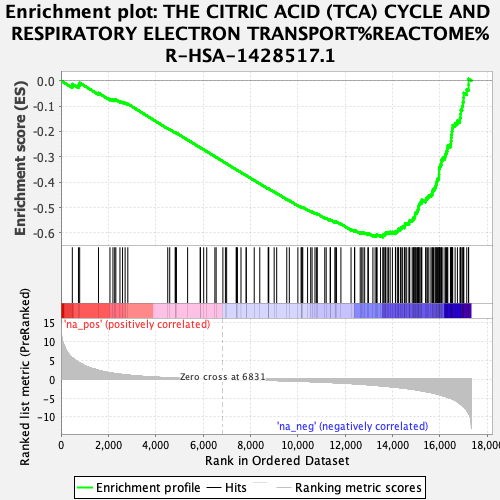 Enrichment plot: THE CITRIC ACID (TCA) CYCLE AND
RESPIRATORY ELECTRON TRANSPORT%REACTOME%
R-HSA-1428517.1
Enrichment score (ES)
0.0
-0.1
-0.2
-0.3
-0.4
-0.5
-0.6
'na_pos' (positively correlated)
Ranked list metric (PreRanked)
15
10
5
0
-5
-10
Zero cross at 6831
'na_neg' (negatively correlated)
0
2,000
4,000
6,000
8,000
10,000
12,000
14,000
16,000
18,000
Rank in Ordered Dataset
Enrichment profile
Hits
Ranking metric scores